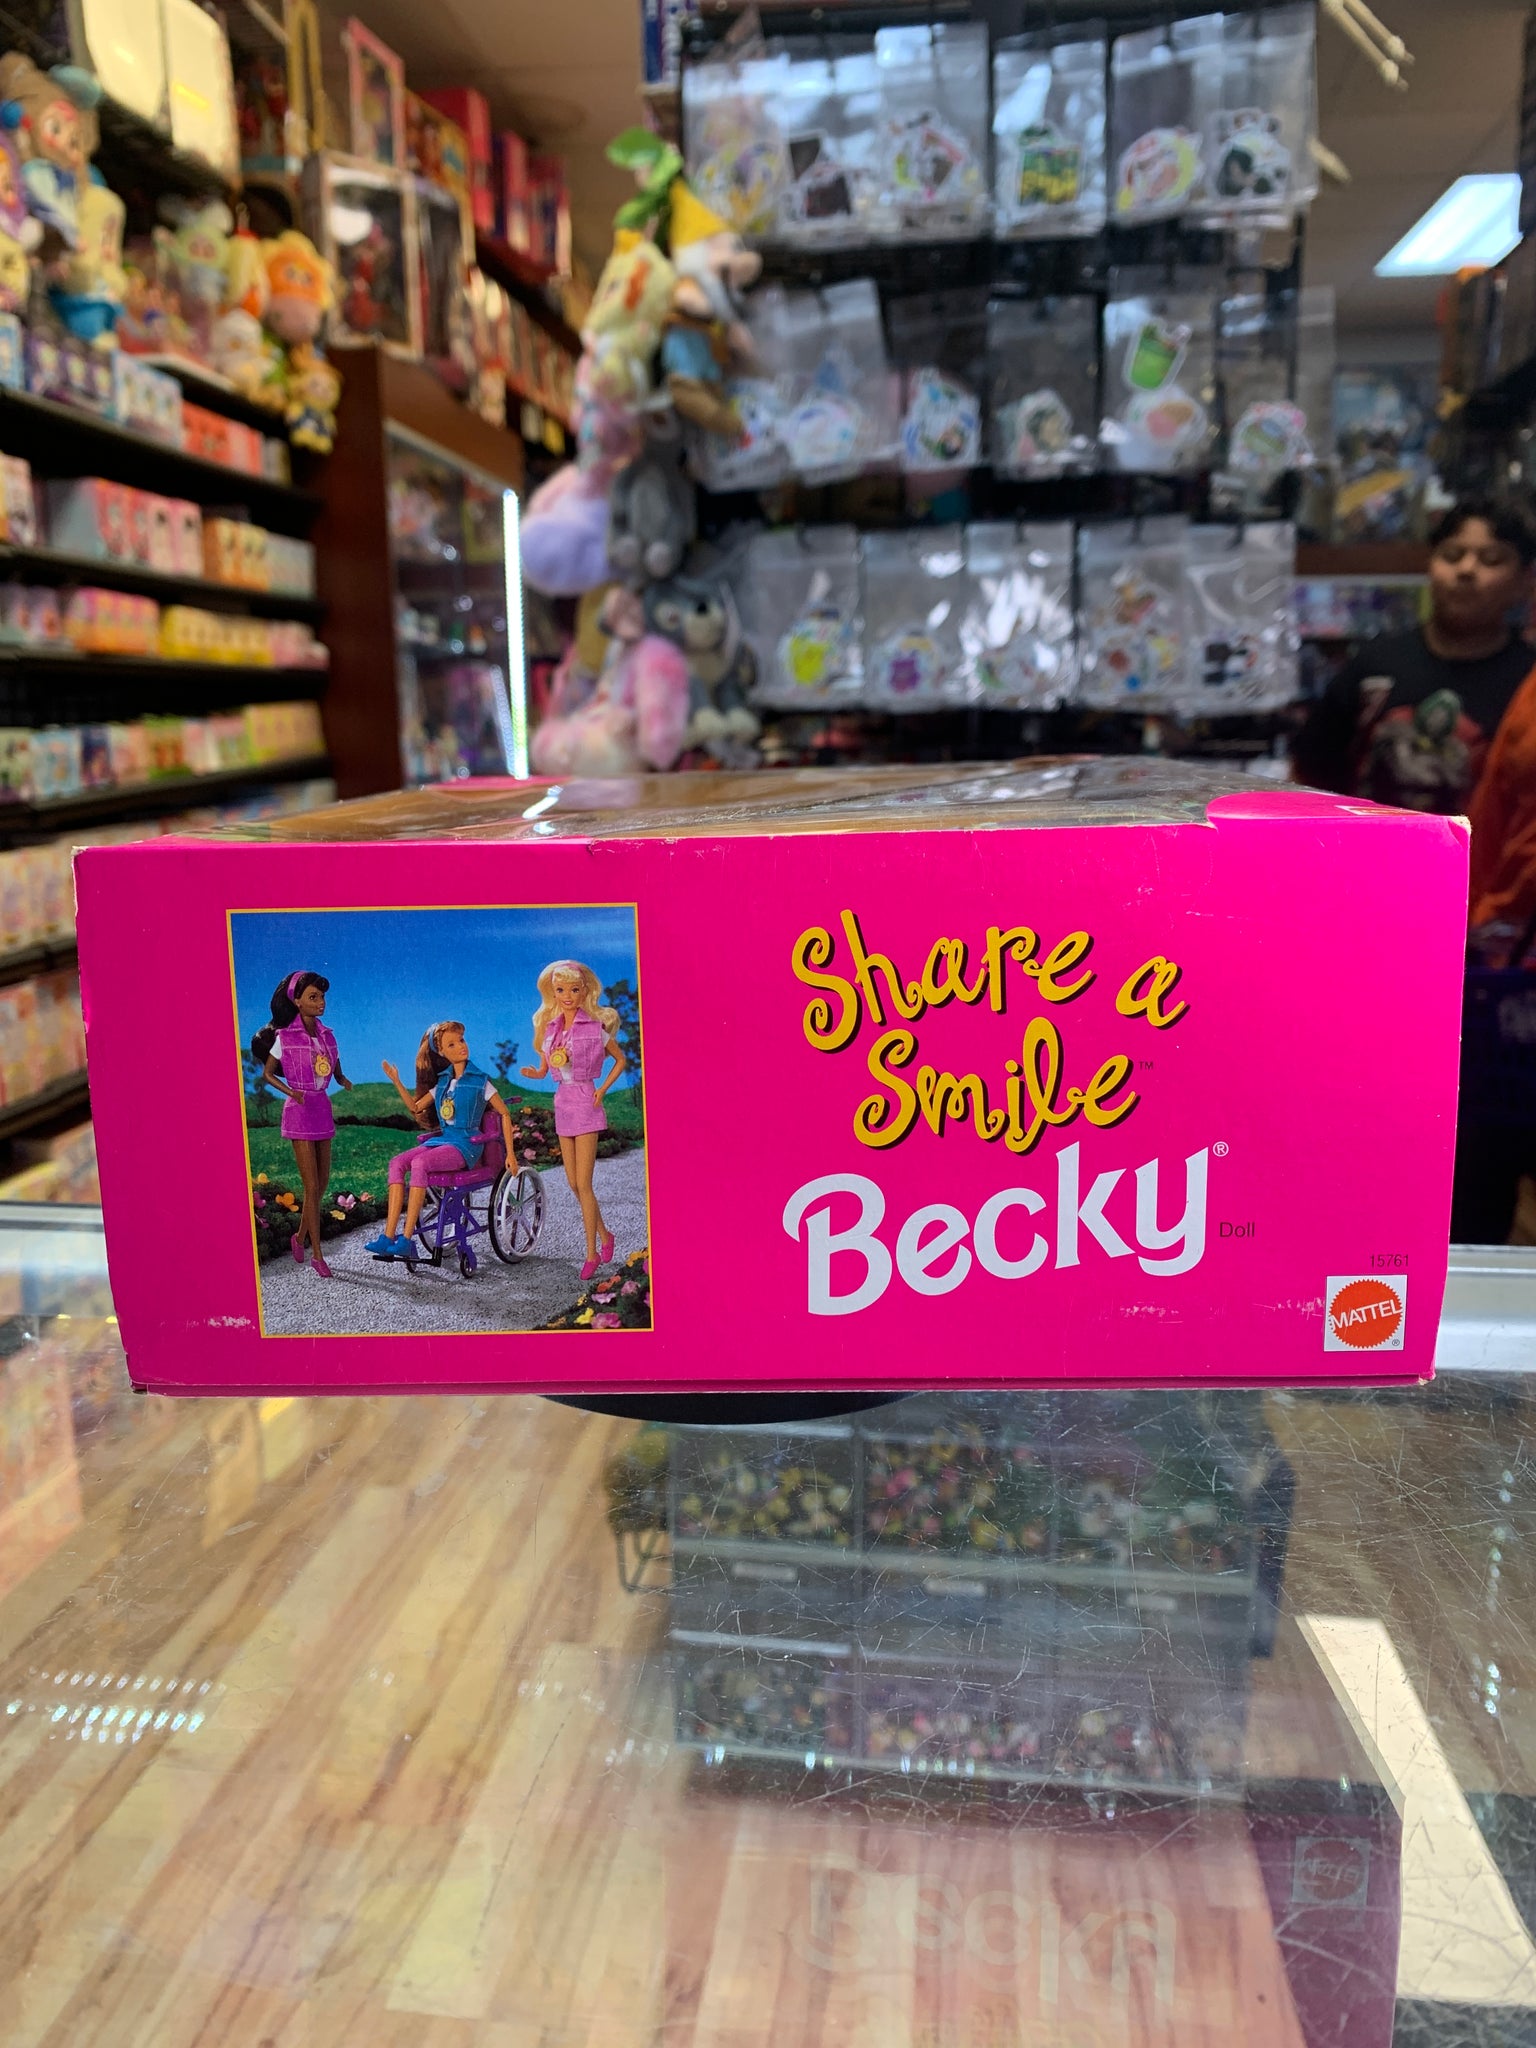 Share a
Smile™
Becky® Doll
15761
MATTEL®